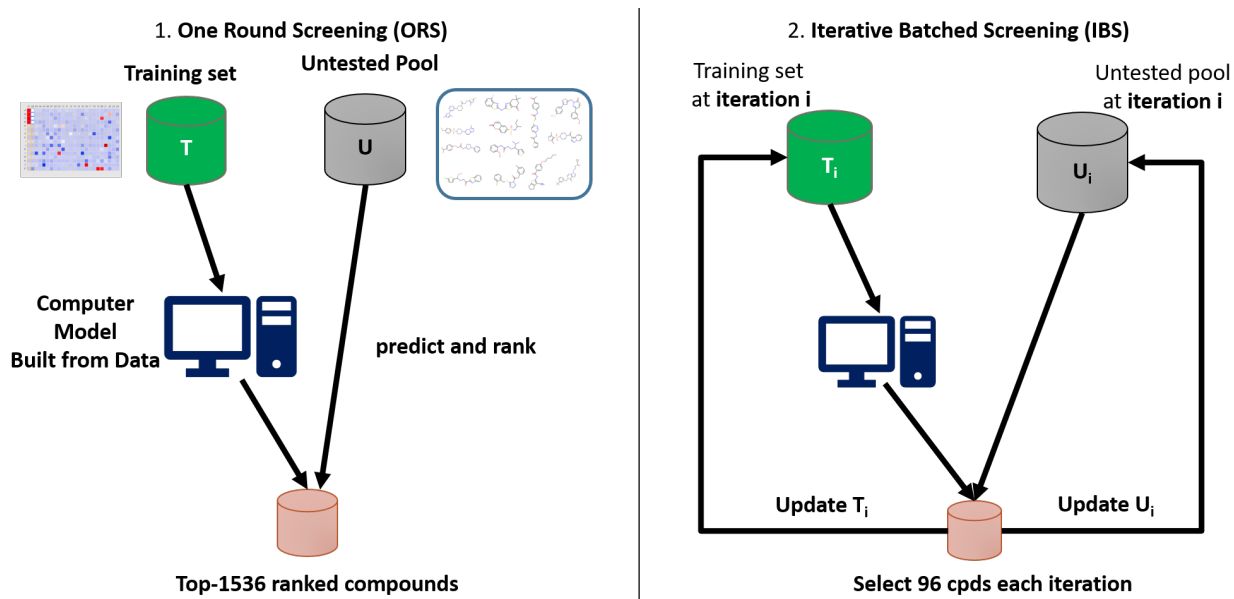 1. One Round Screening (ORS)
Training set
Untested Pool
T
U
Computer
Model
Built from Data
predict and rank
Top-1536 ranked compounds
2. Iterative Batched Screening (IBS)
Training set
at iteration i
Untested pool
at iteration i
Ti
Ui
Update Ti
Update Ui
Select 96 cpds each iteration